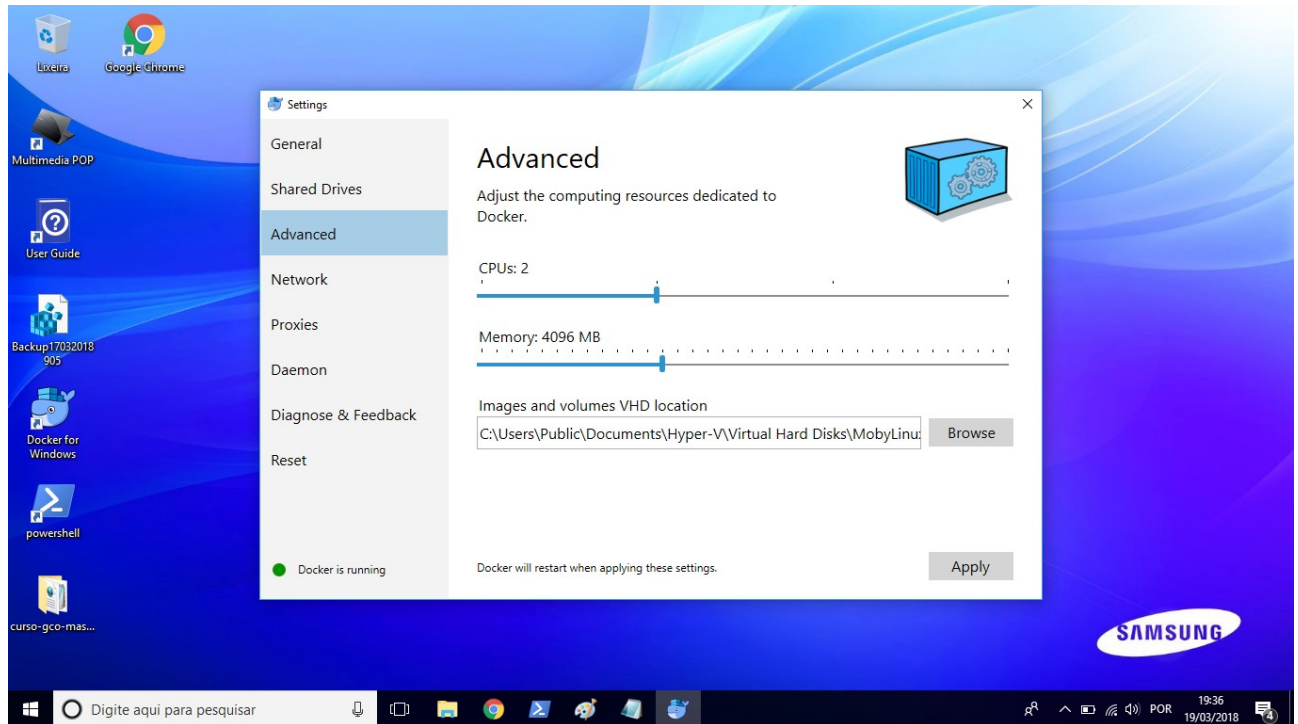 Lixeira
Google Chrome
Multimedia POP
User Guide
Backup17032018
905
Docker for
Windows
powershell
curso-gco-mas...
Settings
General
Shared Drives
Advanced
Network
Proxies
Daemon
Diagnose & Feedback
Reset
Docker is running
Advanced
Adjust the computing resources dedicated to
Docker.
CPUs: 2
Memory: 4096 MB
Images and volumes VHD location
C:\Users\Public\Documents\Hyper-V\Virtual Hard Disks\MobyLinu
Browse
Docker will restart when applying these settings.
Apply
SAMSUNG
Digite aqui para pesquisar
POR
19:36
19/03/2018
4